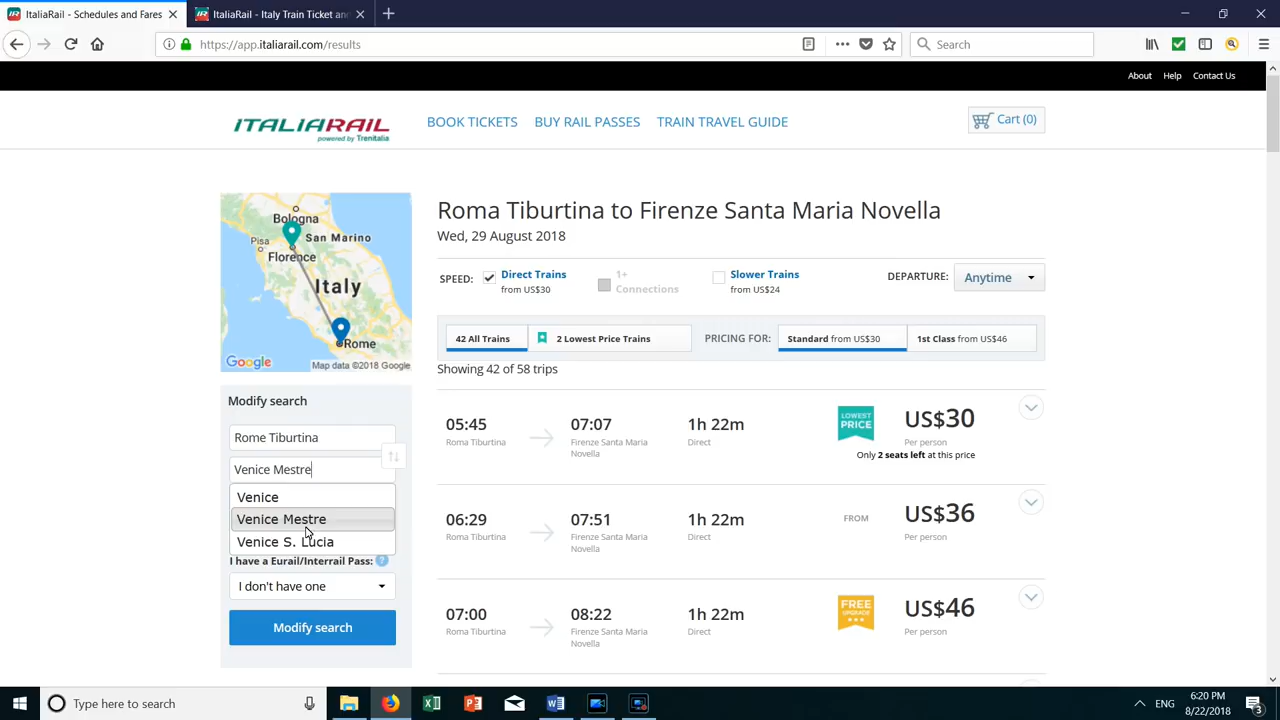 ItaliaRail - Schedules and Fares
ItaliaRail - Italy Train Ticket and
https://app.italiarail.com/results
Search
About
Help
Contact Us
ITALIARAIL
powered by Trenitalia
BOOK TICKETS
BUY RAIL PASSES
TRAIN TRAVEL GUIDE
Cart (0)
Bologna
San Marino
Pisa
Florence
Italy
Rome
Google
Map data ©2018 Google
Roma Tiburtina to Firenze Santa Maria Novella
Wed, 29 August 2018
SPEED:
Direct Trains
from US$30
1+
Connections
Slower Trains
from US$24
DEPARTURE:
Anytime
42 All Trains
2 Lowest Price Trains
PRICING FOR:
Standard from US$30
1st Class from US$46
Showing 42 of 58 trips
Modify search
Rome Tiburtina
Venice Mestre
Venice
Venice Mestre
Venice S. Lucia
I have a Eurail/Interrail Pass: ?
I don't have one
Modify search
05:45
Roma Tiburtina
07:07
Firenze Santa Maria
Novella
1h 22m
Direct
LOWEST
PRICE
US$30
Per person
Only 2 seats left at this price
06:29
Roma Tiburtina
07:51
Firenze Santa Maria
Novella
1h 22m
Direct
FROM
US$36
Per person
07:00
Roma Tiburtina
08:22
Firenze Santa Maria
Novella
1h 22m
Direct
FREE
UPGRADE
US$46
Per person
Type here to search
ENG
6:20 PM
8/22/2018
3